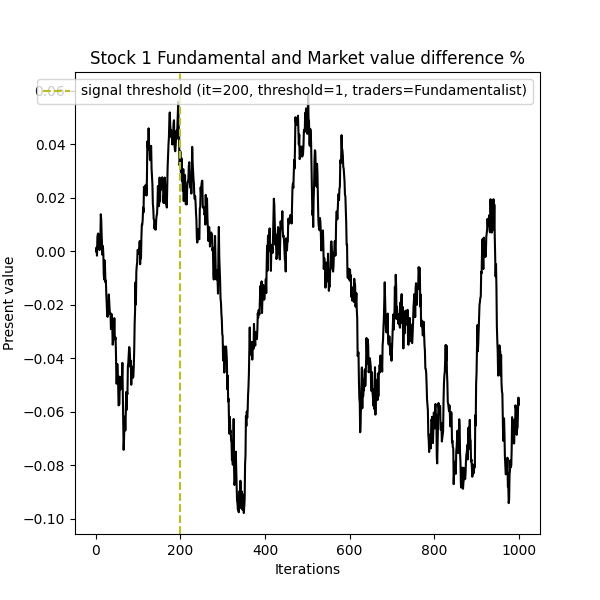 Stock 1 Fundamental and Market value difference %
signal threshold (it=200, threshold=1, traders=Fundamentalist)
0.06
0.04
0.02
0.00
−0.02
−0.04
−0.06
−0.08
−0.10
Present value
0 200 400 600 800 1000
Iterations